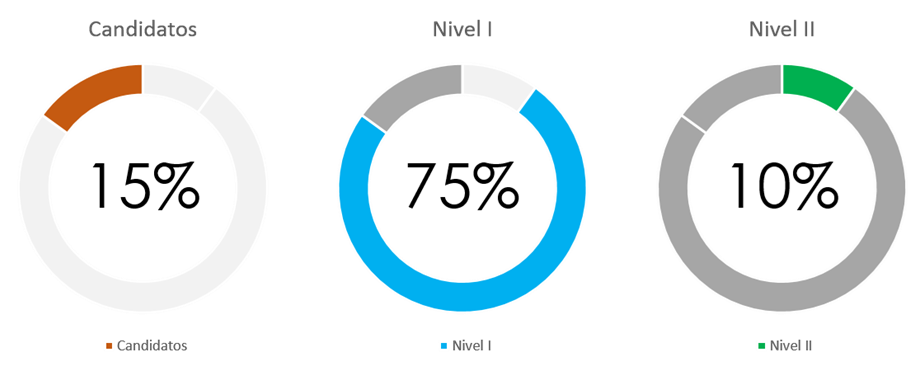 Candidatos
Nivel I
Nivel II
15%
75%
10%
Candidatos
Nivel I
Nivel II